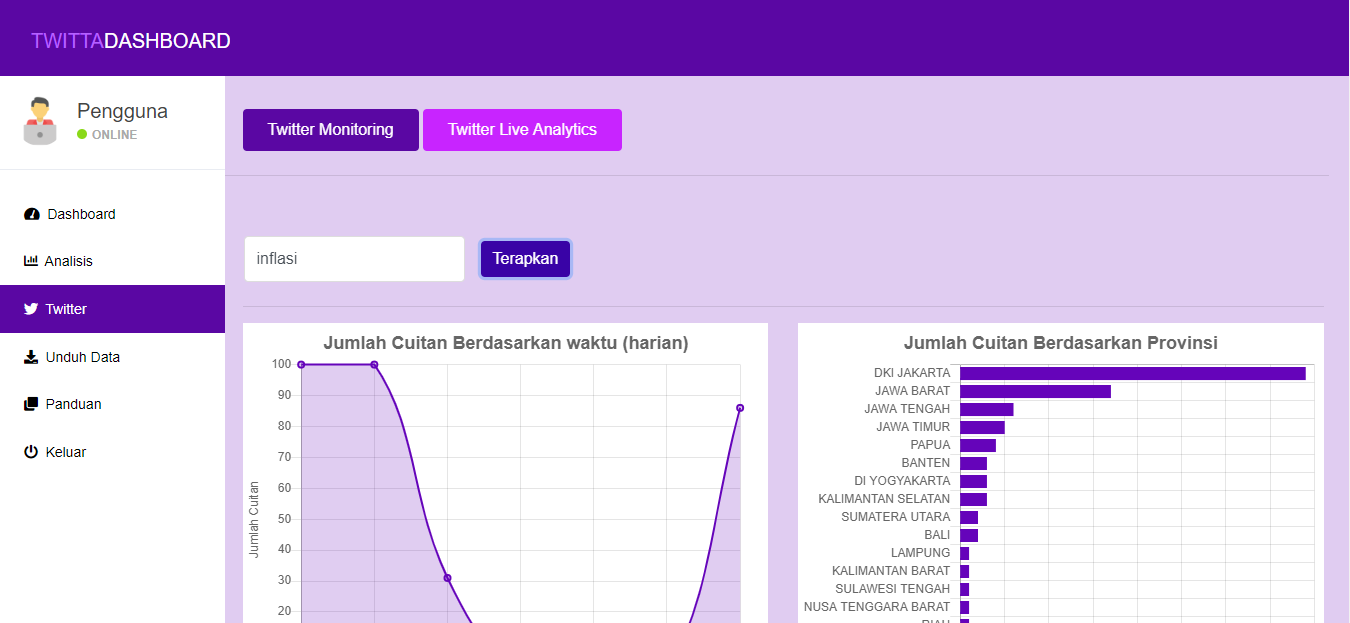 TWITTADASHBOARD
Pengguna
ONLINE
Dashboard
Analisis
Twitter
Unduh Data
Panduan
Keluar
Twitter Monitoring
Twitter Live Analytics
inflasi
Terapkan
Jumlah Cuitan Berdasarkan waktu (harian)
Jumlah Cuitan
100
90
80
70
60
50
40
30
20
Jumlah Cuitan Berdasarkan Provinsi
DKI JAKARTA
JAWA BARAT
JAWA TENGAH
JAWA TIMUR
PAPUA
BANTEN
DI YOGYAKARTA
KALIMANTAN SELATAN
SUMATERA UTARA
BALI
LAMPUNG
KALIMANTAN BARAT
SULAWESI TENGAH
NUSA TENGGARA BARAT